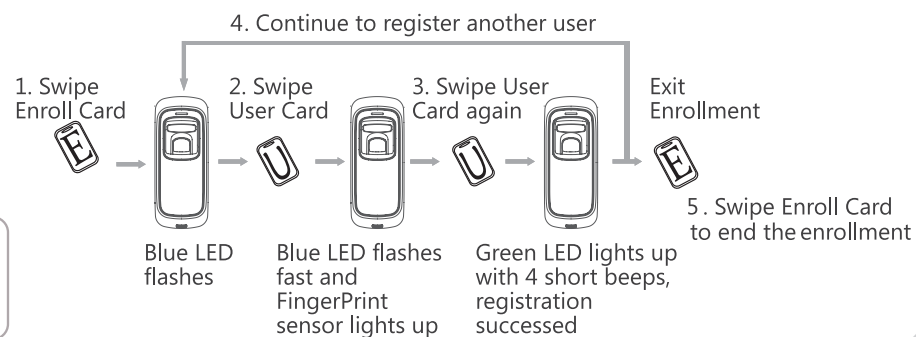 4. Continue to register another user
1. Swipe
Enroll Card
E
2. Swipe
User Card
U
3. Swipe User
Card again
U
Exit
Enrollment
E
5. Swipe Enroll Card
to end the enrollment
Blue LED
flashes
Blue LED flashes
fast and
FingerPrint
sensor lights up
Green LED lights up
with 4 short beeps,
registration
successed